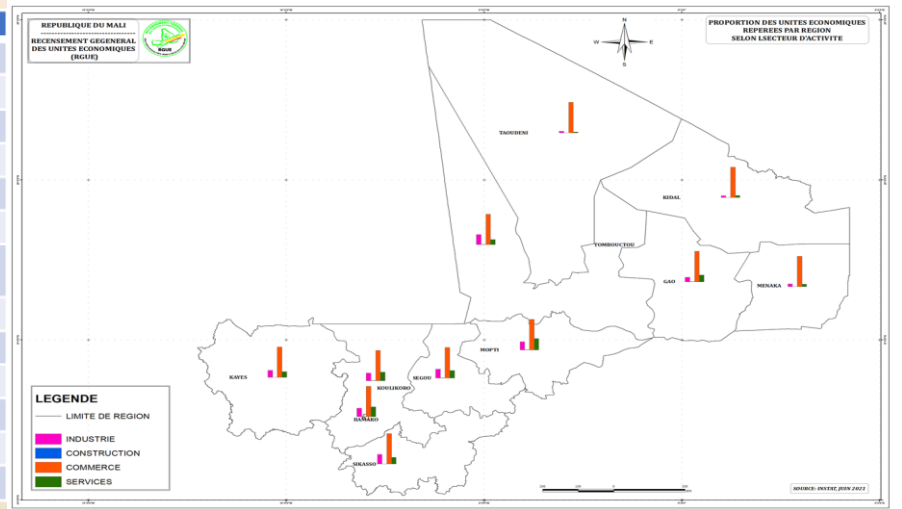 REPUBLIQUE DU MALI
RECENSEMENT GEGENERAL
DES UNITES ECONOMIQUES
(RGUE)
RGUE
PROPORTION DES UNITES ECONOMIQUES
REPEREES PAR REGION
SELON LSECTEUR D'ACTIVITE
N
W
E
S
TAOUDENI
KIDAL
TOMBOUCTOU
GAO
MENAKA
MOPTI
KAYES
SEGOU
KOULIKORO
BAMAKO
SIKASSO
LEGENDE
LIMITE DE REGION
INDUSTRIE
CONSTRUCTION
COMMERCE
SERVICES
SOURCE: INSTAT, JUIN 2021